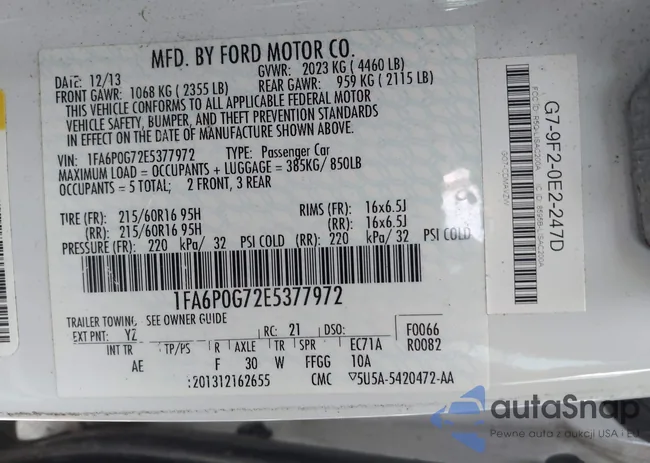 MFD. BY FORD MOTOR CO.
DATE: 12/13 GVWR: 2023 KG ( 4460 LB)
FRONT GAWR: 1068 KG ( 2355 LB) REAR GAWR: 959 KG ( 2115 LB)
THIS VEHICLE CONFORMS TO ALL APPLICABLE FEDERAL MOTOR
VEHICLE SAFETY, BUMPER, AND THEFT PREVENTION STANDARDS
IN EFFECT ON THE DATE OF MANUFACTURE SHOWN ABOVE.
VIN: 1FA6P0G72E5377972 TYPE: Passenger Car
MAXIMUM LOAD = OCCUPANTS + LUGGAGE = 385KG/ 850LB
OCCUPANTS = 5 TOTAL; 2 FRONT, 3 REAR
TIRE (FR): 215/60R16 95H RIMS (FR): 16x6.5J
(RR): 215/60R16 95H (RR): 16x6.5J
PRESSURE (FR): 220 kPa/ 32 PSI COLD (RR): 220 kPa/ 32 PSI COLD
1FA6P0G72E5377972
TRAILER TOWING SEE OWNER GUIDE
EXT PNT: YZ RC: 21 DSO: F0066
INT TR TP/PS R AXLE TR SPR EC71A R0082
AE F 30 W FFGG 10A
:201312162655 CMC ▽5U5A-5420472-AA
G7-9F2-0E2-247D
autoSnap
Pewne auta z aukcji USA i EU